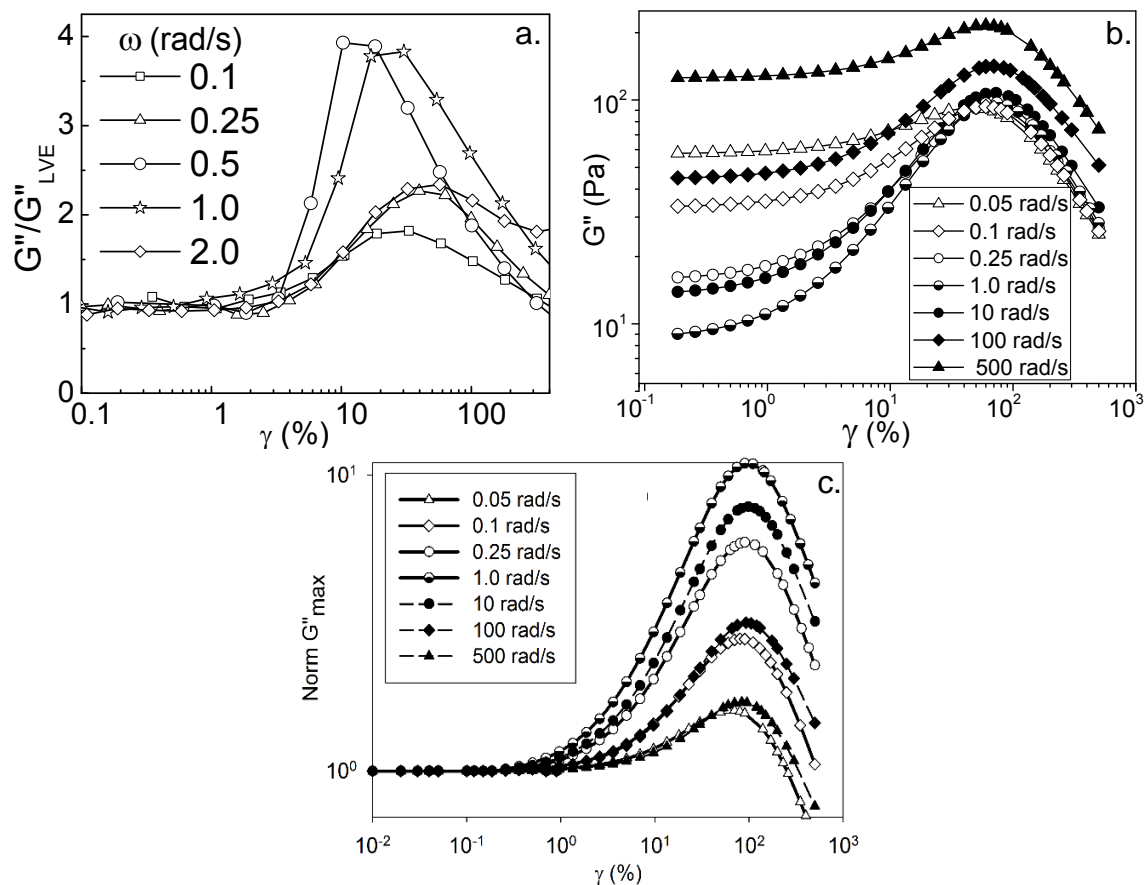 a.
4
3
2
1
0
G''/G''LVE
ω (rad/s)
0.1
0.25
0.5
1.0
2.0
0.1
1
10
100
γ (%)
b.
10²
10¹
G'' (Pa)
0.05 rad/s
0.1 rad/s
0.25 rad/s
1.0 rad/s
10 rad/s
100 rad/s
500 rad/s
10⁻¹
10⁰
10¹
10²
10³
γ (%)
c.
10¹
10⁰
Norm G''max
0.05 rad/s
0.1 rad/s
0.25 rad/s
1.0 rad/s
10 rad/s
100 rad/s
500 rad/s
10⁻²
10⁻¹
10⁰
10¹
10²
10³
γ (%)